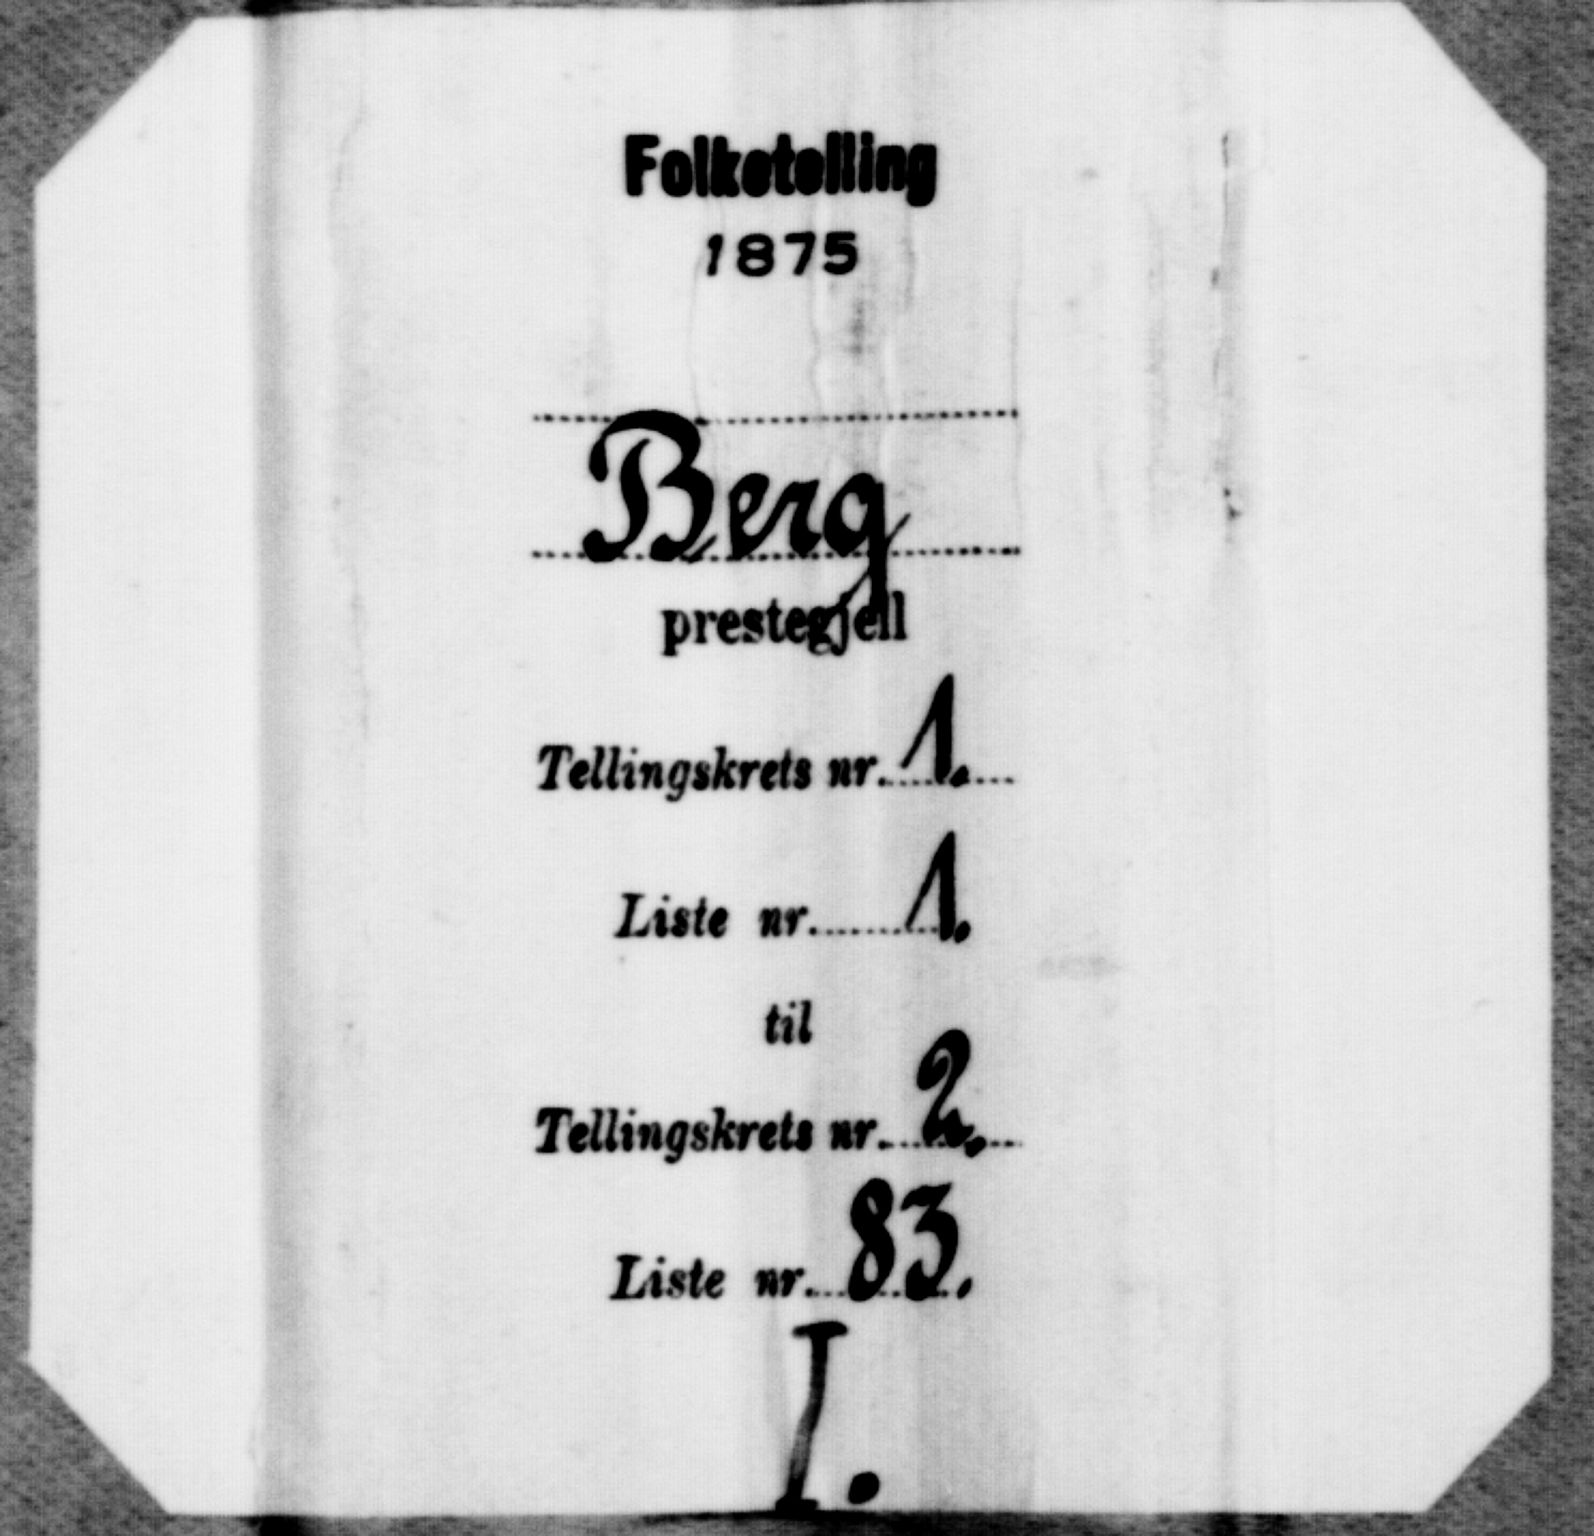 Folketelling
1875
Berg
prestegjell
Tellingskrets nr. 1.
Liste nr. 1.
til
Tellingskrets nr. 2.
Liste nr. 83.
I.